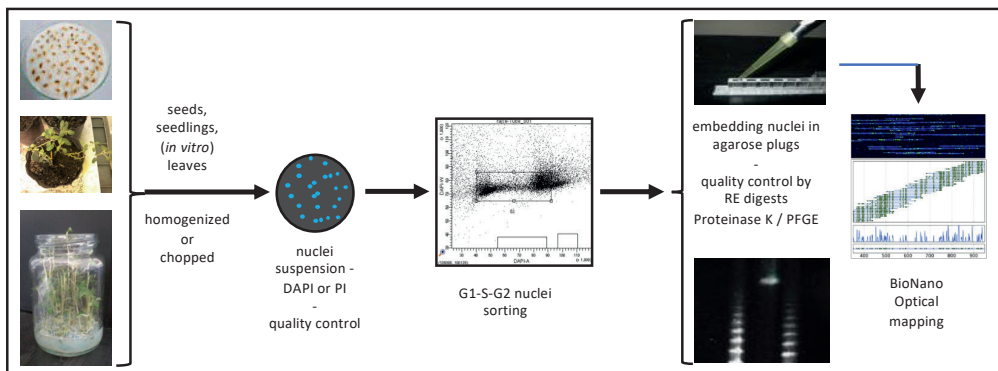 seeds,
seedlings,
(in vitro)
leaves
homogenized
or
chopped
nuclei
suspension -
DAPI or PI
-
quality control
DAPI-A
G1-S-G2 nuclei
sorting
embedding nuclei in
agarose plugs
-
quality control by
RE digests
Proteinase K / PFGE
400 500 600 700 800 900
BioNano
Optical
mapping